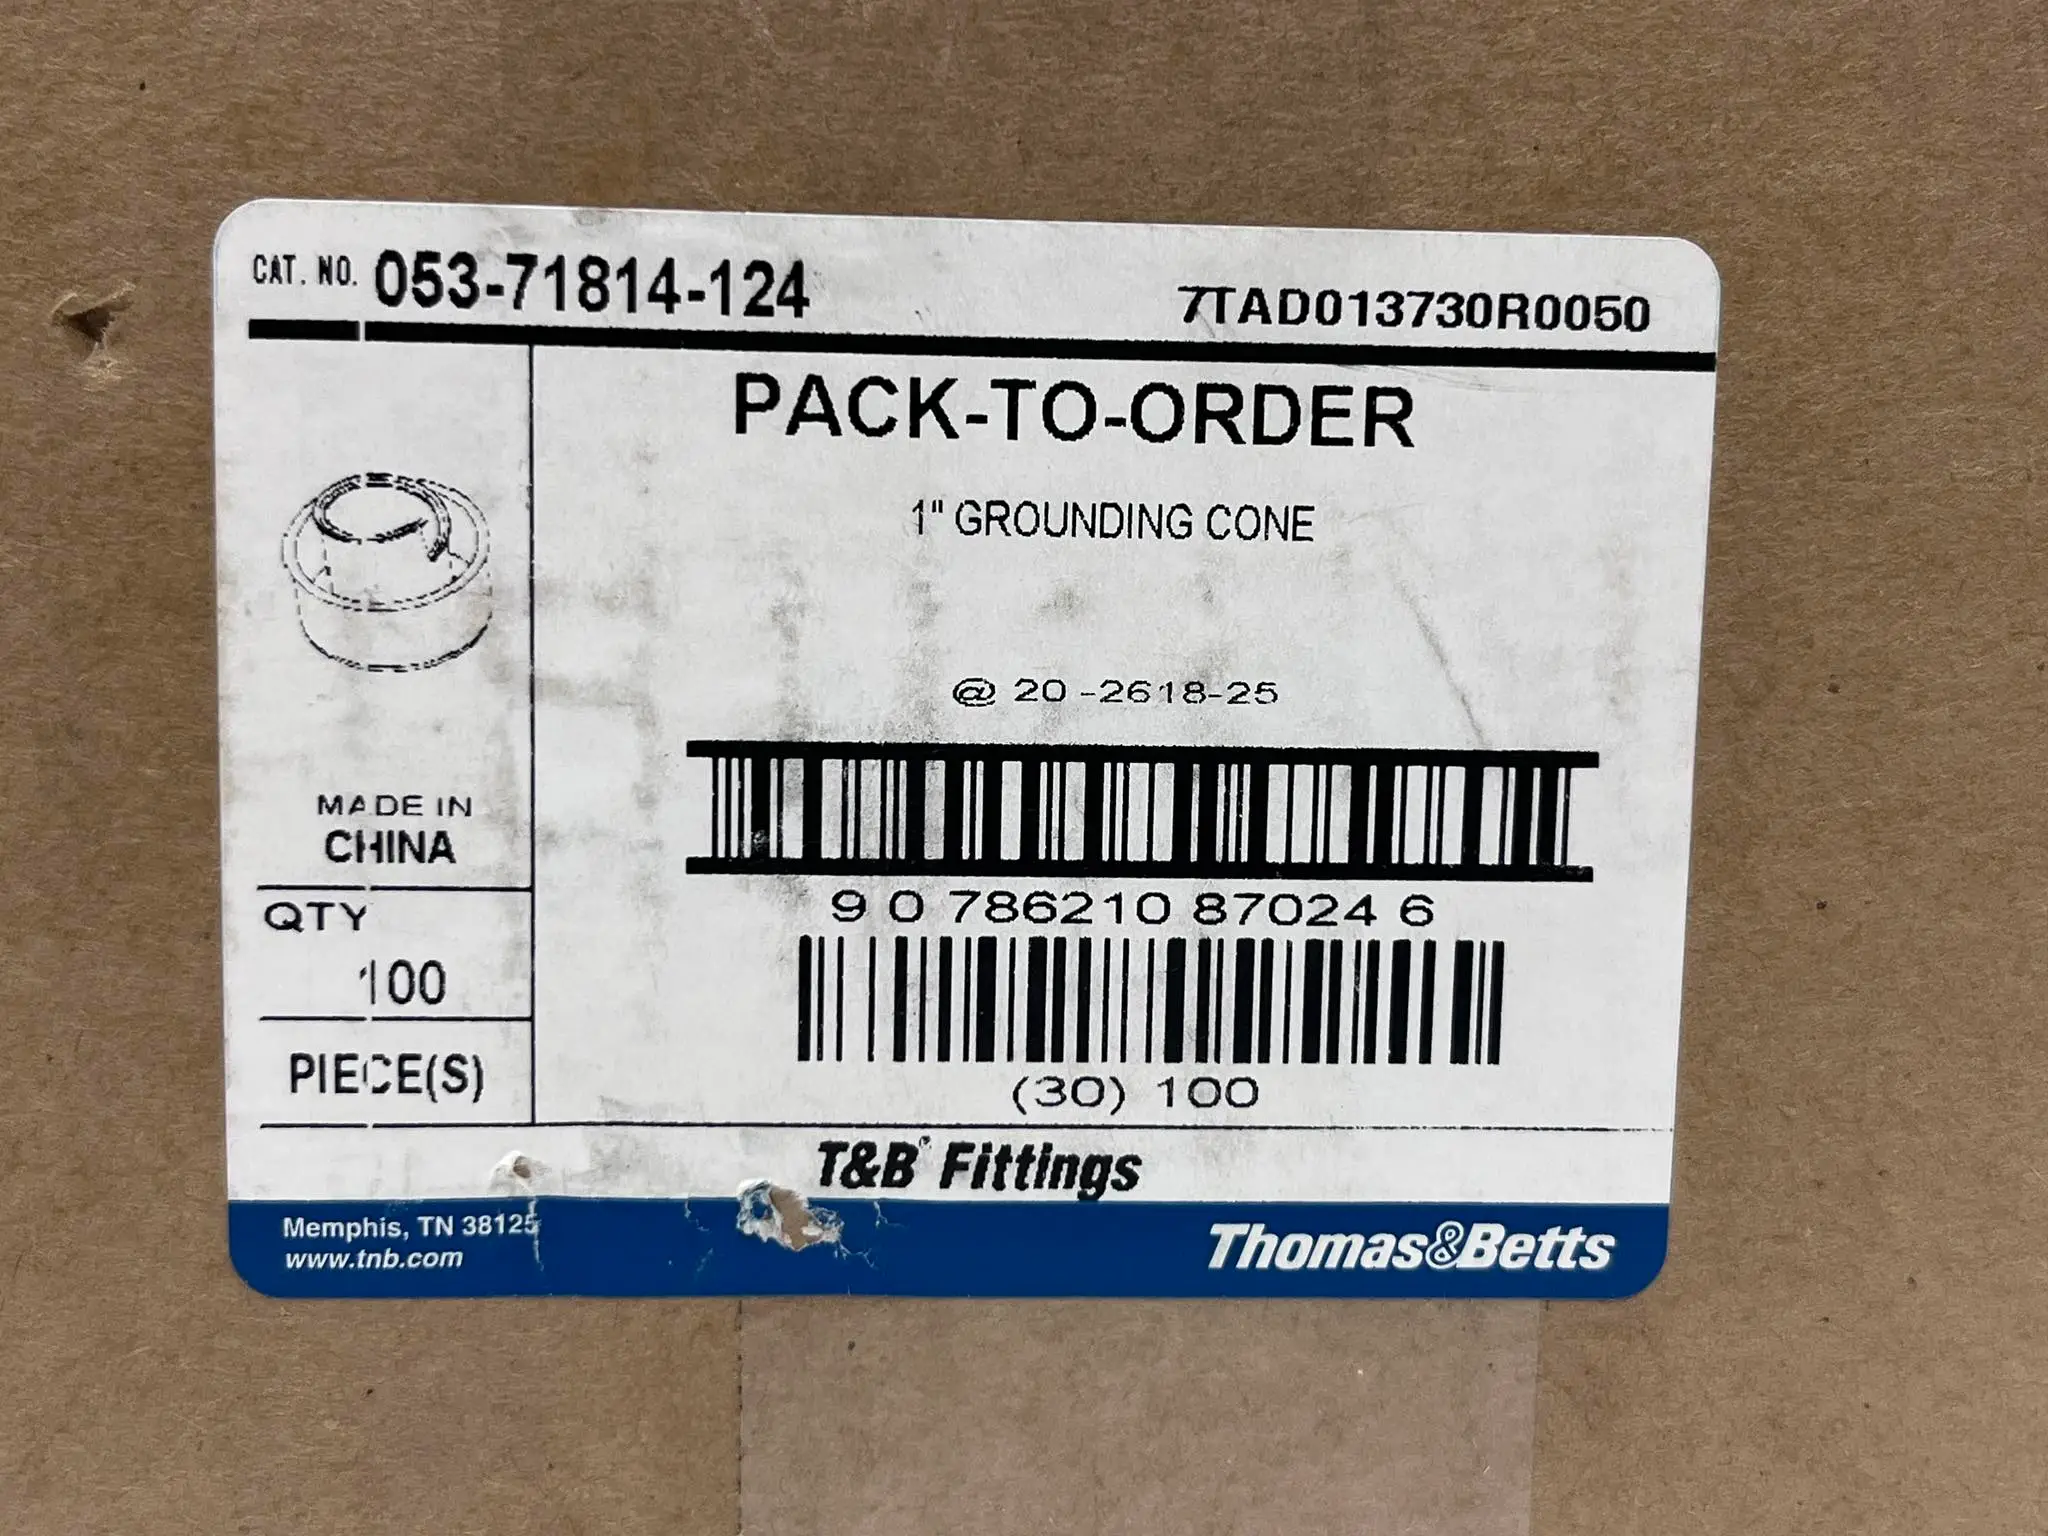 CAT. NO. 053-71814-124
7TAD013730R0050
PACK-TO-ORDER
1" GROUNDING CONE
@ 20 -2618-25
MADE IN
CHINA
QTY
100
PIECE(S)
9 0 786210 87024 6
(30) 100
T&B® Fittings
Memphis, TN 38125
www.tnb.com
Thomas&Betts